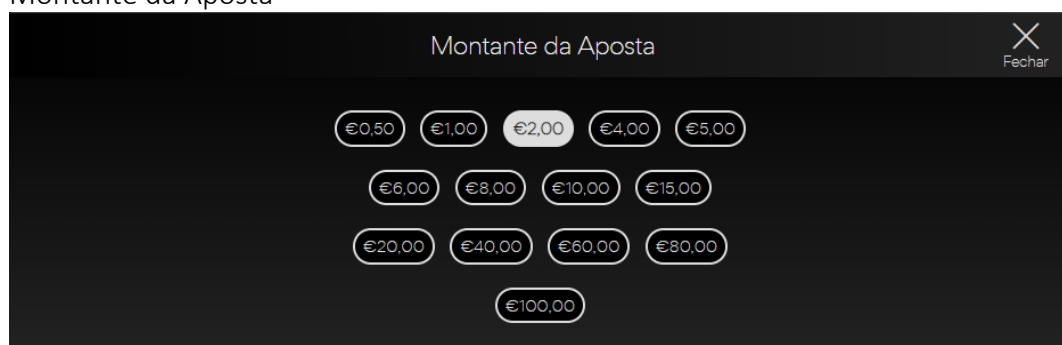 Montante da Aposta
Montante da Aposta
Fechar
€0,50 €1,00 €2,00 €4,00 €5,00
€6,00 €8,00 €10,00 €15,00
€20,00 €40,00 €60,00 €80,00
€100,00